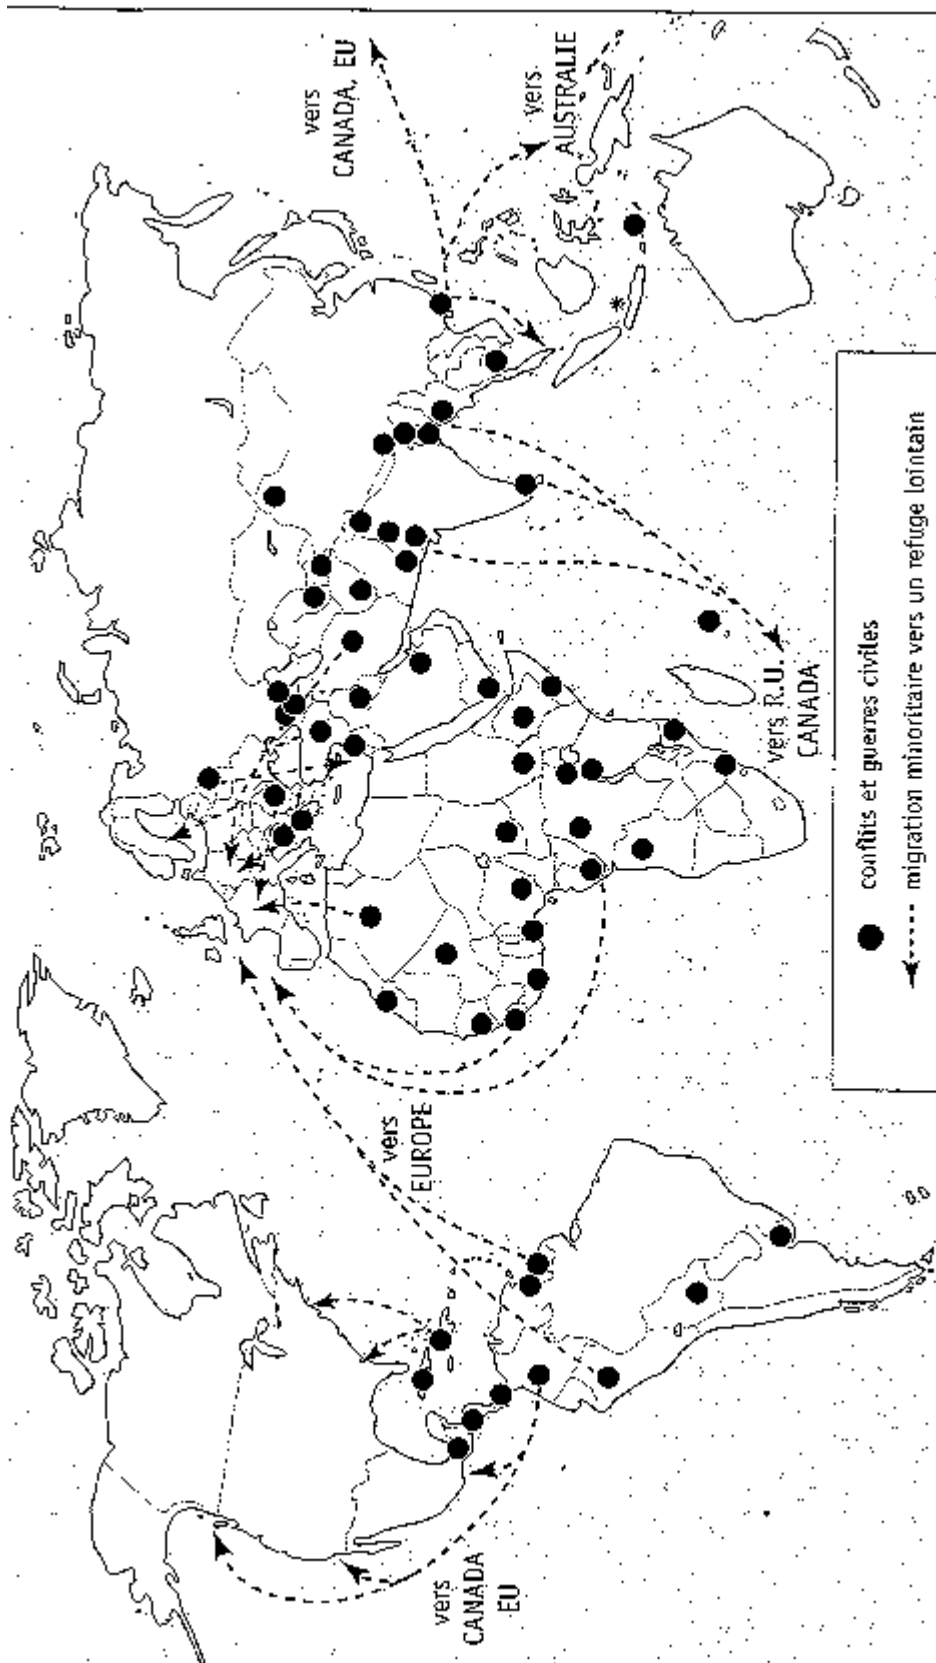 vers
CANADA
EU
vers
EUROPE
vers R.U.
CANADA
vers
CANADA, EU
vers
AUSTRALIE
*
conflits et guerres civiles
migration minoritaire vers un refuge lointain